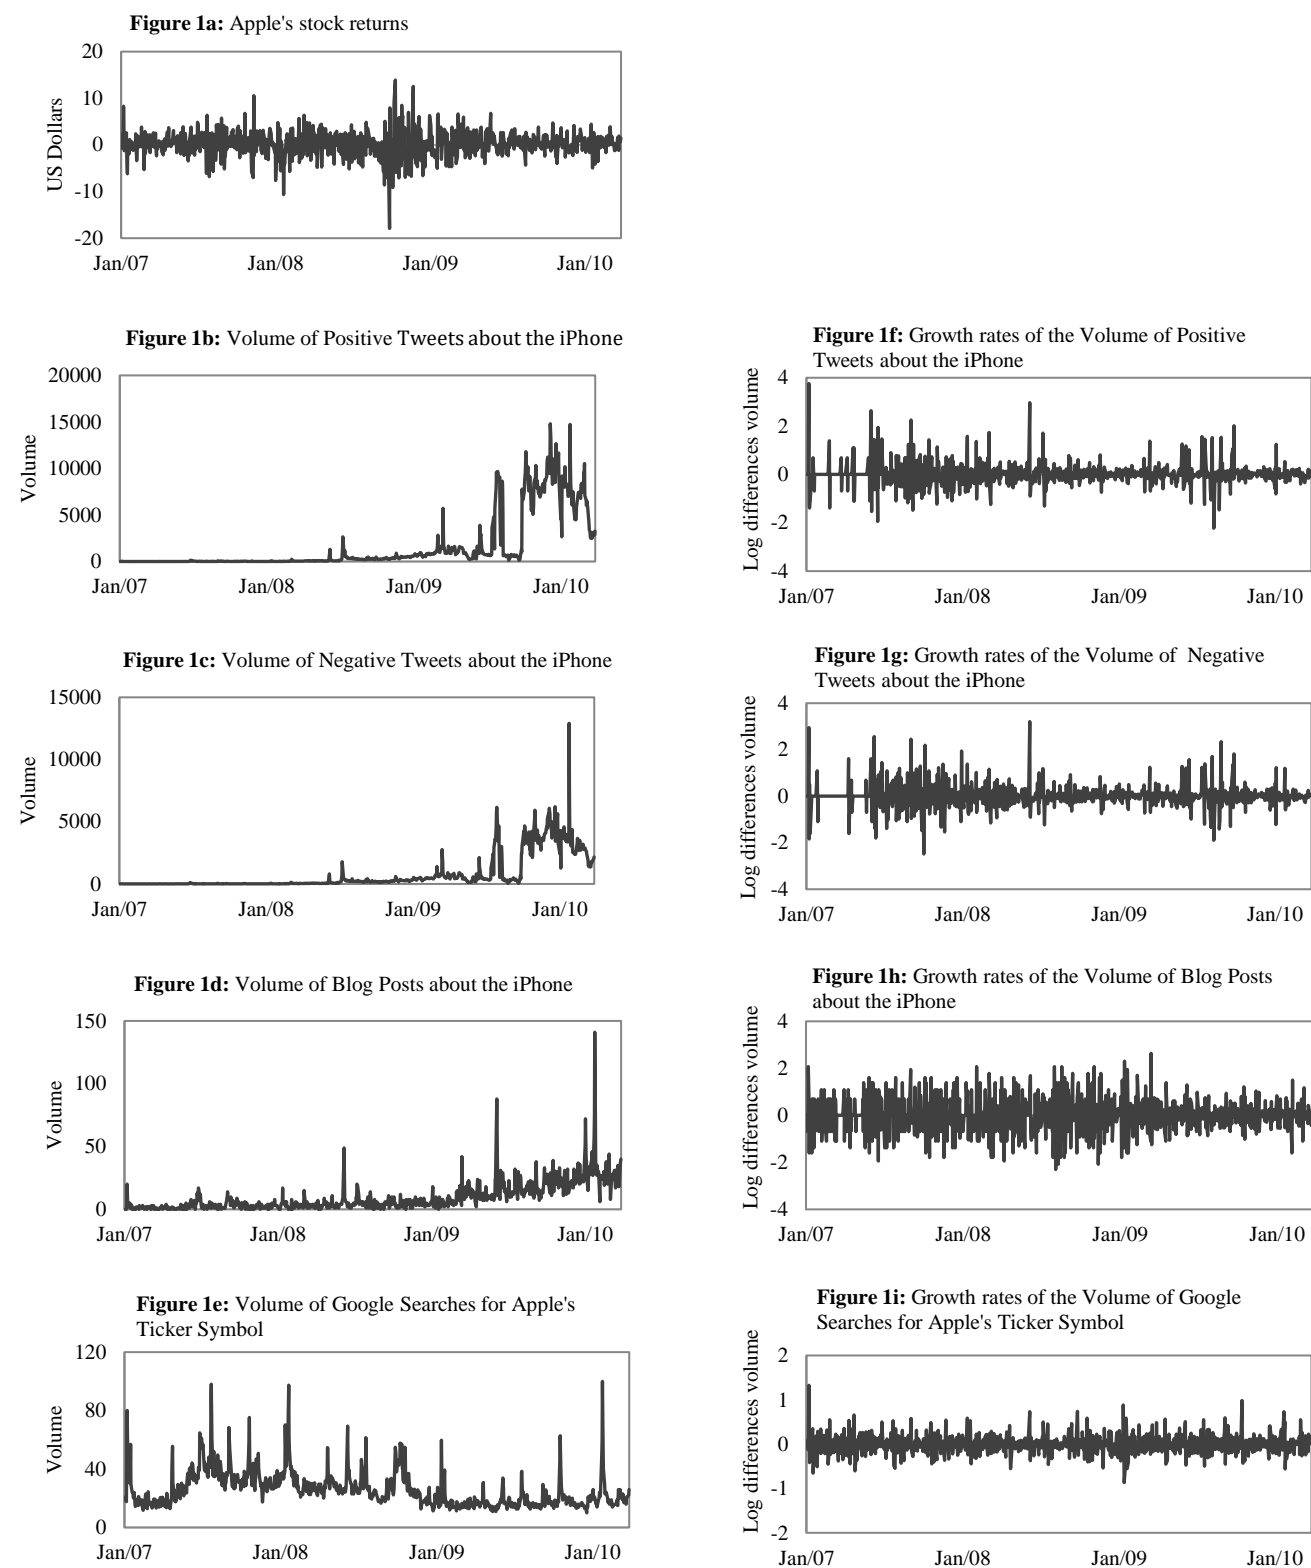 Figure 1a: Apple's stock returns
US Dollars
20
10
0
-10
-20
Jan/07 Jan/08 Jan/09 Jan/10
Figure 1b: Volume of Positive Tweets about the iPhone
Volume
20000
15000
10000
5000
0
Jan/07 Jan/08 Jan/09 Jan/10
Figure 1f: Growth rates of the Volume of Positive
Tweets about the iPhone
Log differences volume
4
2
0
-2
-4
Jan/07 Jan/08 Jan/09 Jan/10
Figure 1c: Volume of Negative Tweets about the iPhone
Volume
15000
10000
5000
0
Jan/07 Jan/08 Jan/09 Jan/10
Figure 1g: Growth rates of the Volume of Negative
Tweets about the iPhone
Log differences volume
4
2
0
-2
-4
Jan/07 Jan/08 Jan/09 Jan/10
Figure 1d: Volume of Blog Posts about the iPhone
Volume
150
100
50
0
Jan/07 Jan/08 Jan/09 Jan/10
Figure 1h: Growth rates of the Volume of Blog Posts
about the iPhone
Log differences volume
4
2
0
-2
-4
Jan/07 Jan/08 Jan/09 Jan/10
Figure 1e: Volume of Google Searches for Apple's
Ticker Symbol
Volume
120
80
40
0
Jan/07 Jan/08 Jan/09 Jan/10
Figure 1i: Growth rates of the Volume of Google
Searches for Apple's Ticker Symbol
Log differences volume
2
1
0
-1
-2
Jan/07 Jan/08 Jan/09 Jan/10